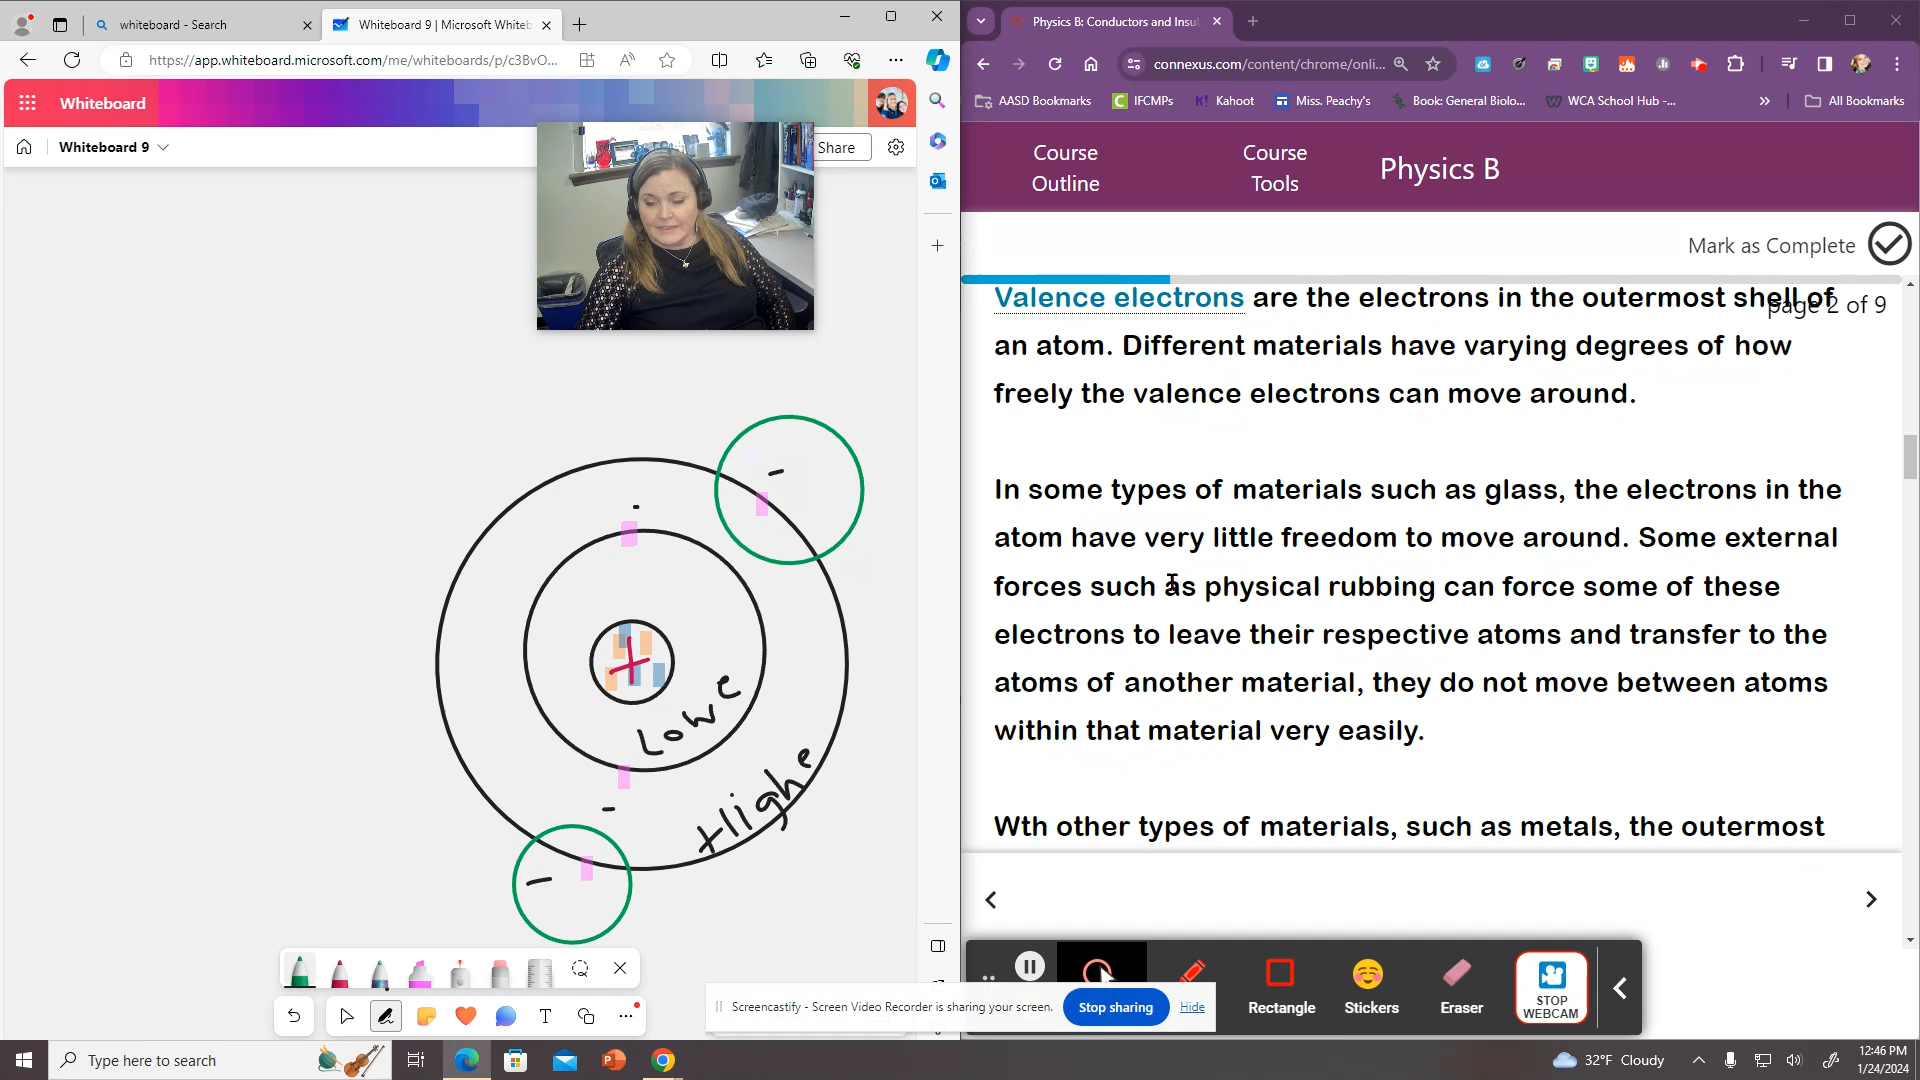 whiteboard - Search
Whiteboard 9 | Microsoft Whiteb
https://app.whiteboard.microsoft.com/me/whiteboards/p/c3BvO...
Whiteboard
Whiteboard 9
Share
Lowe
Highe
Physics B: Conductors and Insul
connexus.com/content/chrome/onli...
AASD Bookmarks
IFCMPs
Kahoot
Miss. Peachy's
Book: General Biolo...
WCA School Hub -...
All Bookmarks
Course Outline
Course Tools
Physics B
Mark as Complete
page 2 of 9
Valence electrons are the electrons in the outermost shell of
an atom. Different materials have varying degrees of how
freely the valence electrons can move around.
In some types of materials such as glass, the electrons in the
atom have very little freedom to move around. Some external
forces such as physical rubbing can force some of these
electrons to leave their respective atoms and transfer to the
atoms of another material, they do not move between atoms
within that material very easily.
Wth other types of materials, such as metals, the outermost
Screencastify - Screen Video Recorder is sharing your screen.
Stop sharing
Hide
Rectangle
Stickers
Eraser
STOP
WEBCAM
Type here to search
32°F Cloudy
12:46 PM
1/24/2024